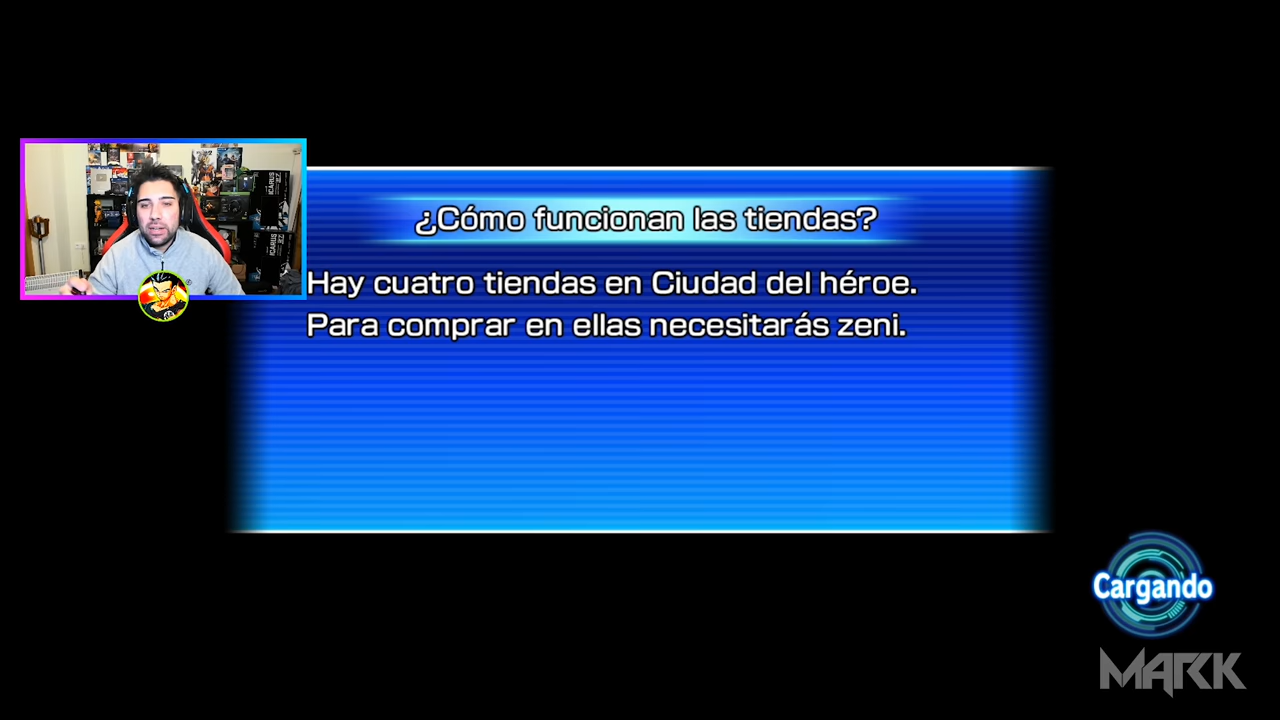 ¿Cómo funcionan las tiendas?
Hay cuatro tiendas en Ciudad del héroe.
Para comprar en ellas necesitarás zeni.
Cargando
MARK